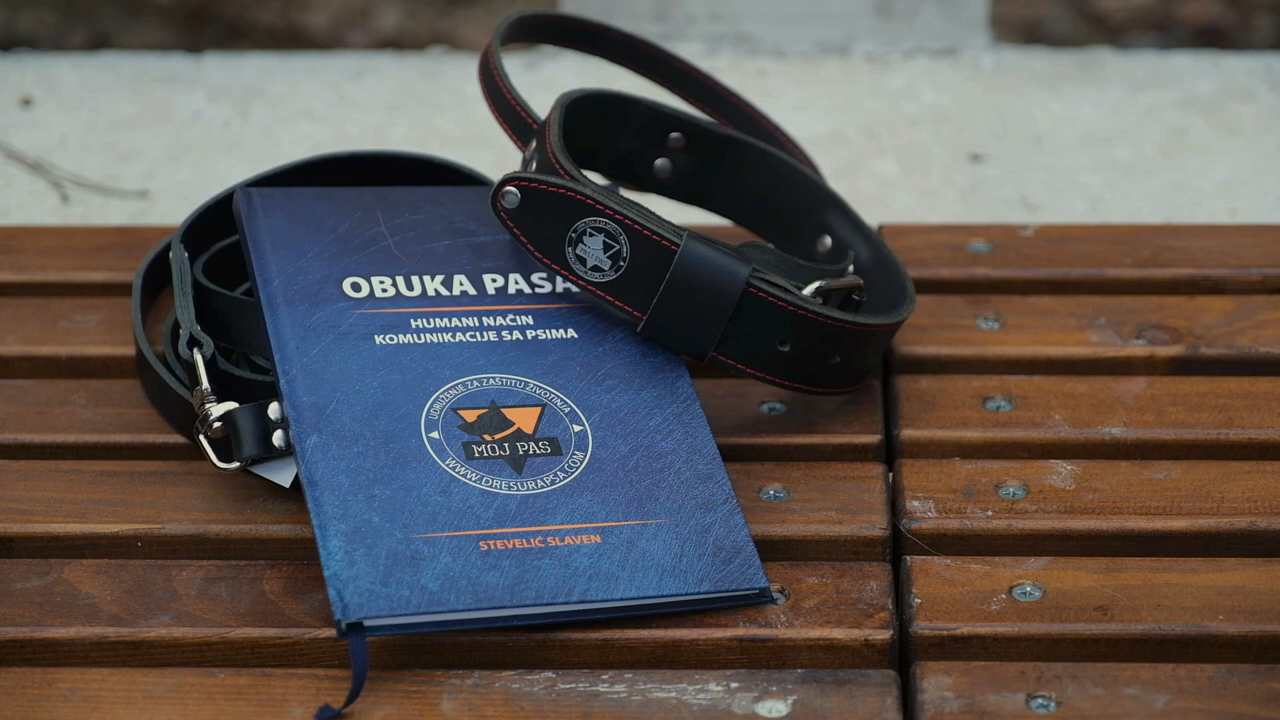 OBUKA PASA
HUMANI NAČIN
KOMUNIKACIJE SA PSIMA
UDRUŽENJE ZA ZAŠTITU ŽIVOTINJA
MOJ PAS
WWW.DRESURAPSA.COM
STEVELIĆ SLAVEN